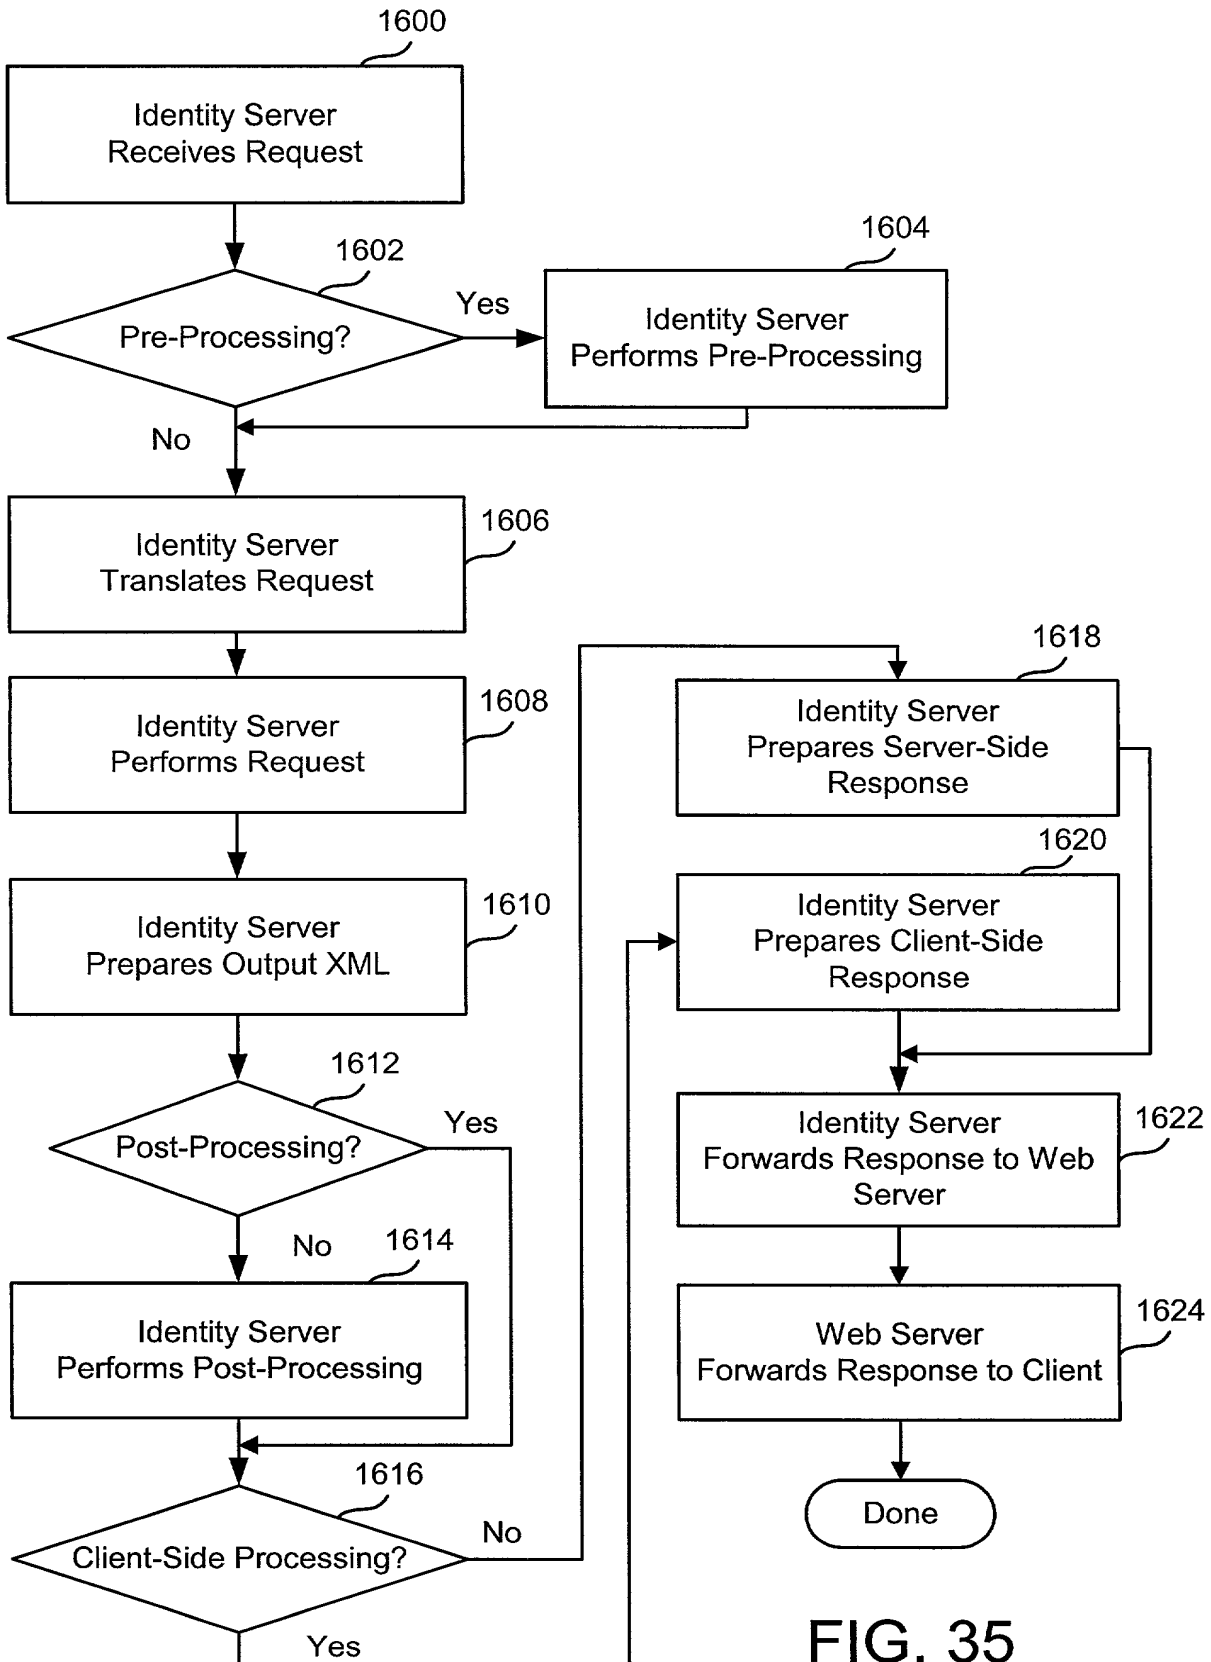 1600
Identity Server
Receives Request
1602
Pre-Processing?
Yes
1604
Identity Server
Performs Pre-Processing
No
1606
Identity Server
Translates Request
1608
Identity Server
Performs Request
1610
Identity Server
Prepares Output XML
1612
Post-Processing?
Yes
No
1614
Identity Server
Performs Post-Processing
1616
Client-Side Processing?
No
Yes
1618
Identity Server
Prepares Server-Side
Response
1620
Identity Server
Prepares Client-Side
Response
1622
Identity Server
Forwards Response to Web
Server
1624
Web Server
Forwards Response to Client
Done
FIG. 35